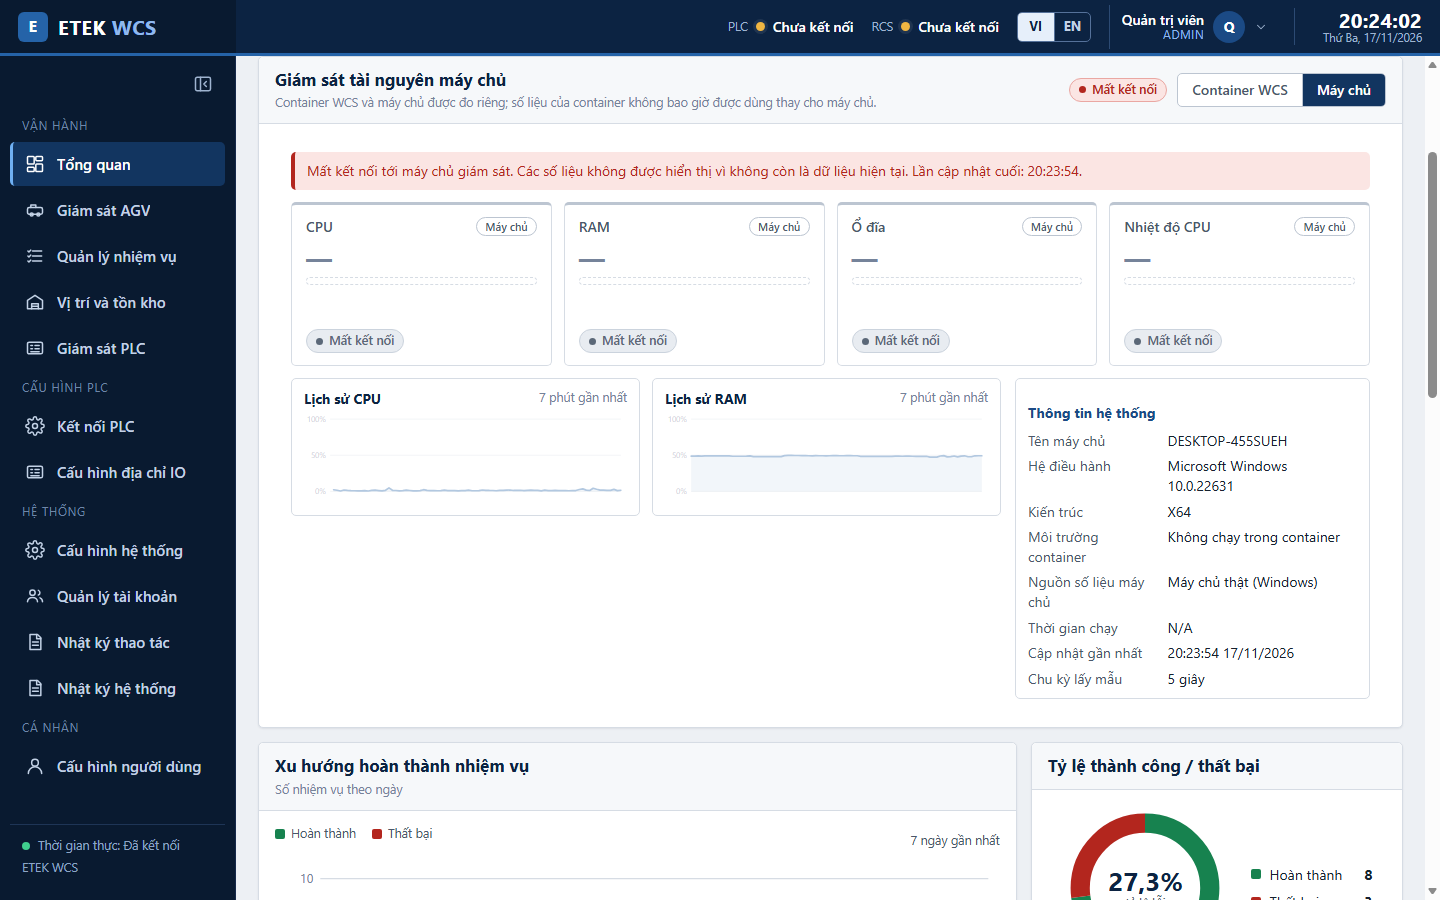 E ETEK WCS
PLC Chưa kết nối RCS Chưa kết nối VI EN
Quản trị viên
ADMIN
Q
20:24:02
Thứ Ba, 17/11/2026
VẬN HÀNH
Tổng quan
Giám sát AGV
Quản lý nhiệm vụ
Vị trí và tồn kho
Giám sát PLC
CẤU HÌNH PLC
Kết nối PLC
Cấu hình địa chỉ IO
HỆ THỐNG
Cấu hình hệ thống
Quản lý tài khoản
Nhật ký thao tác
Nhật ký hệ thống
CÁ NHÂN
Cấu hình người dùng
Thời gian thực: Đã kết nối
ETEK WCS
Giám sát tài nguyên máy chủ
Container WCS và máy chủ được đo riêng; số liệu của container không bao giờ được dùng thay cho máy chủ.
Mất kết nối Container WCS Máy chủ
Mất kết nối tới máy chủ giám sát. Các số liệu không được hiển thị vì không còn là dữ liệu hiện tại. Lần cập nhật cuối: 20:23:54.
CPU Máy chủ
—
Mất kết nối
RAM Máy chủ
—
Mất kết nối
Ổ đĩa Máy chủ
—
Mất kết nối
Nhiệt độ CPU Máy chủ
—
Mất kết nối
Lịch sử CPU 7 phút gần nhất
100%
50%
0%
Lịch sử RAM 7 phút gần nhất
100%
50%
0%
Thông tin hệ thống
Tên máy chủ DESKTOP-455SUEH
Hệ điều hành Microsoft Windows
10.0.22631
Kiến trúc X64
Môi trường Không chạy trong container
container
Nguồn số liệu máy Máy chủ thật (Windows)
chủ
Thời gian chạy N/A
Cập nhật gần nhất 20:23:54 17/11/2026
Chu kỳ lấy mẫu 5 giây
Xu hướng hoàn thành nhiệm vụ
Số nhiệm vụ theo ngày
Hoàn thành Thất bại
7 ngày gần nhất
10
Tỷ lệ thành công / thất bại
27,3%
Hoàn thành 8